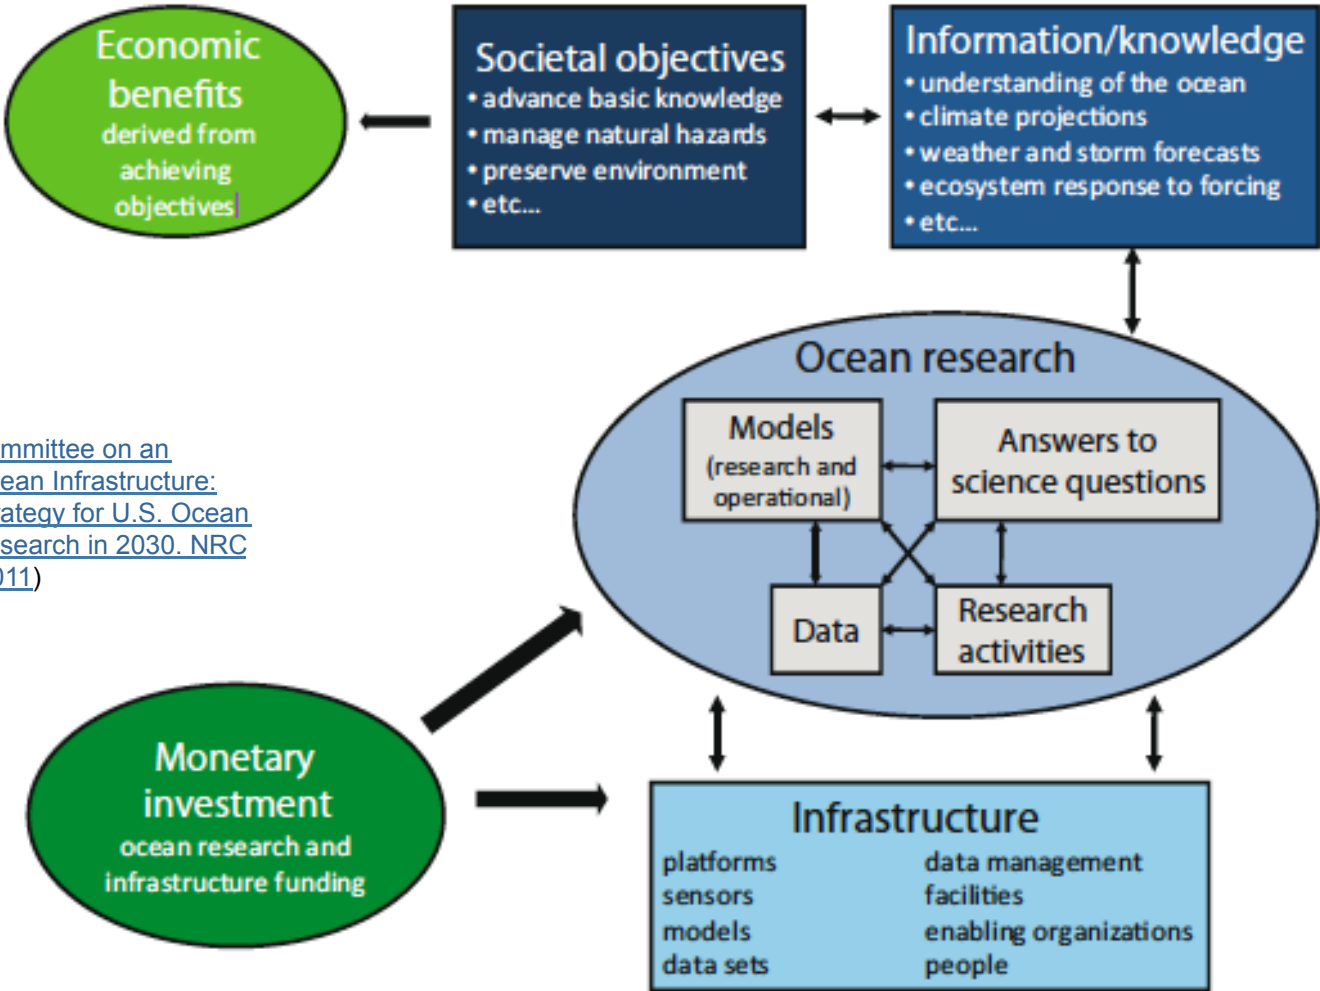 Economic
benefits
derived from
achieving
objectives
Societal objectives
• advance basic knowledge
• manage natural hazards
• preserve environment
• etc...
Information/knowledge
• understanding of the ocean
• climate projections
• weather and storm forecasts
• ecosystem response to forcing
• etc...
Ocean research
Models
(research and
operational)
Answers to
science questions
Data
Research
activities
mmittee on an
ean Infrastructure:
rategy for U.S. Ocean
search in 2030. NRC
011)
Monetary
investment
ocean research and
infrastructure funding
Infrastructure
platforms
sensors
models
data sets
data management
facilities
enabling organizations
people